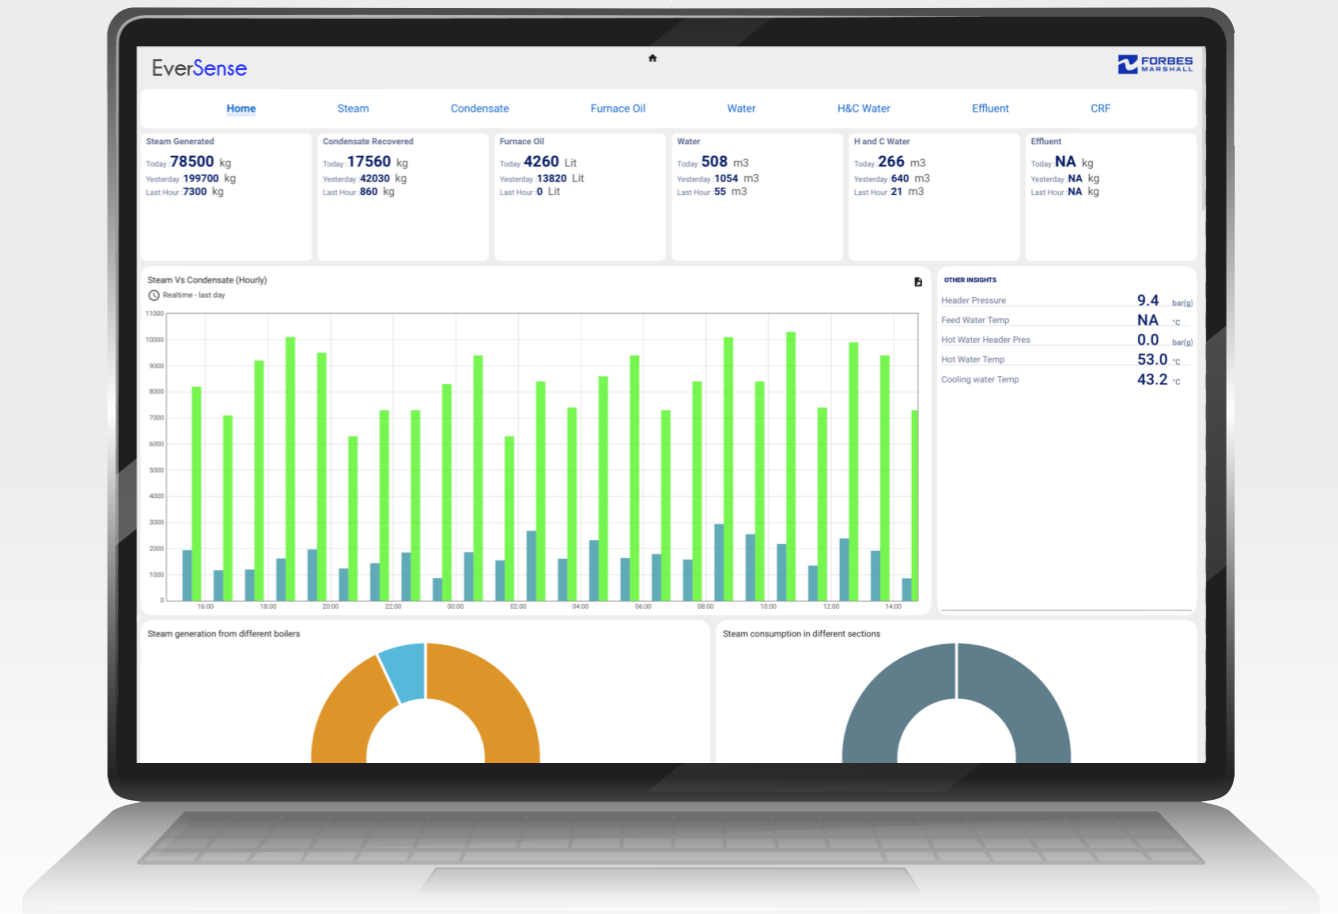 EverSense
FORBES
MARSHALL
Home Steam Condensate Furnace Oil Water H&C Water Effluent CRF
Steam Generated
Today 78500 kg
Yesterday 199700 kg
Last Hour 7300 kg
Condensate Recovered
Today 17560 kg
Yesterday 42030 kg
Last Hour 860 kg
Furnace Oil
Today 4260 Lit
Yesterday 13820 Lit
Last Hour 0 Lit
Water
Today 508 m3
Yesterday 1054 m3
Last Hour 55 m3
H and C Water
Today 266 m3
Yesterday 640 m3
Last Hour 21 m3
Effluent
Today NA kg
Yesterday NA kg
Last Hour NA kg
Steam Vs Condensate (Hourly)
Realtime - last day
11000
10000
9000
8000
7000
6000
5000
4000
3000
2000
1000
0
16:00 18:00 20:00 22:00 00:00 02:00 04:00 06:00 08:00 10:00 12:00 14:00
OTHER INSIGHTS
Header Pressure 9.4 bar(g)
Feed Water Temp NA °C
Hot Water Header Pres 0.0 bar(g)
Hot Water Temp 53.0 °C
Cooling water Temp 43.2 °C
Steam generation from different boilers
Steam consumption in different sections